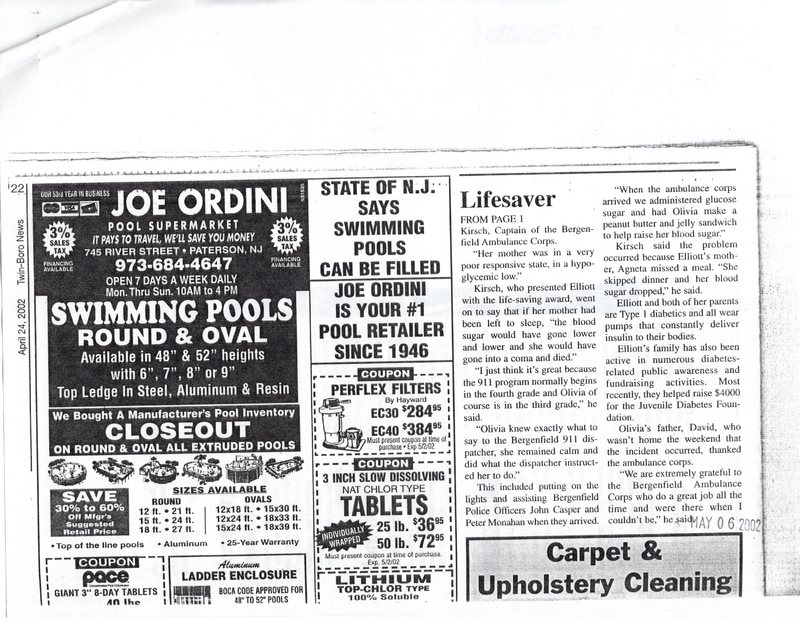 22
April 24, 2002 Twin-Boro News
OUR 53rd YEAR IN BUSINESS
VISA
JOE ORDINI
POOL SUPERMARKET
IT PAYS TO TRAVEL, WE'LL SAVE YOU MONEY
745 RIVER STREET • PATERSON, NJ
973-684-4647
OPEN 7 DAYS A WEEK DAILY
Mon. Thru Sun. 10AM to 4 PM
3%
SALES
TAX
FINANCING
AVAILABLE
3%
SALES
TAX
FINANCING
AVAILABLE
SWIMMING POOLS
ROUND & OVAL
Available in 48" & 52" heights
with 6", 7", 8" or 9"
Top Ledge In Steel, Aluminum & Resin
We Bought A Manufacturer's Pool Inventory
CLOSEOUT
ON ROUND & OVAL ALL EXTRUDED POOLS
SAVE
30% to 60%
Off Mfgr's
Suggested
Retail Price
SIZES AVAILABLE
ROUND
12 ft. • 21 ft.
15 ft. • 24 ft.
18 ft. • 27 ft.
OVALS
12x18 ft. • 15x30 ft.
12x24 ft. • 18x33 ft.
15x24 ft. • 18x39 ft.
• Top of the line pools • Aluminum • 25-Year Warranty
COUPON
pace
GIANT 3" 8-DAY TABLETS
40 lbs
Aluminum
LADDER ENCLOSURE
BOCA CODE APPROVED FOR
48" TO 52" POOLS
STATE OF N.J.
SAYS
SWIMMING
POOLS
CAN BE FILLED
JOE ORDINI
IS YOUR #1
POOL RETAILER
SINCE 1946
COUPON
PERFLEX FILTERS
By Hayward
EC30 $284.95
EC40 $384.95
Must present coupon at time of
purchase • Exp 5/2/02
COUPON
3 INCH SLOW DISSOLVING
NAT CHLOR TYPE
TABLETS
INDIVIDUALLY
WRAPPED
25 lb. $36.95
50 lb. $72.95
Must present coupon at time of purchase.
Exp. 5/2/02
LITHIUM
TOP-CHLOR TYPE
100% Soluble
Lifesaver
FROM PAGE 1
Kirsch, Captain of the Bergen-
field Ambulance Corps.
"Her mother was in a very
poor responsive state, in a hypo-
glycemic low."
Kirsch, who presented Elliott
with the life-saving award, went
on to say that if her mother had
been left to sleep, "the blood
sugar would have gone lower
and lower and she would have
gone into a coma and died."
"I just think it's great because
the 911 program normally begins
in the fourth grade and Olivia of
course is in the third grade," he
said.
"Olivia knew exactly what to
say to the Bergenfield 911 dis-
patcher, she remained calm and
did what the dispatcher instruct-
ed her to do."
This included putting on the
lights and assisting Bergenfield
Police Officers John Casper and
Peter Monahan when they arrived.
"When the ambulance corps
arrived we administered glucose
sugar and had Olivia make a
peanut butter and jelly sandwich
to help raise her blood sugar."
Kirsch said the problem
occurred because Elliott's moth-
er, Agneta missed a meal. "She
skipped dinner and her blood
sugar dropped," he said.
Elliott and both of her parents
are Type 1 diabetics and all wear
pumps that constantly deliver
insulin to their bodies.
Elliott's family has also been
active in numerous diabetes-
related public awareness and
fundraising activities. Most
recently, they helped raise $4000
for the Juvenile Diabetes Foun-
dation.
Olivia's father, David, who
wasn't home the weekend that
the incident occurred, thanked
the ambulance corps.
"We are extremely grateful to
the Bergenfield Ambulance
Corps who do a great job all the
time and were there when I
couldn't be," he said.
MAY 06 2002
Carpet &
Upholstery Cleaning